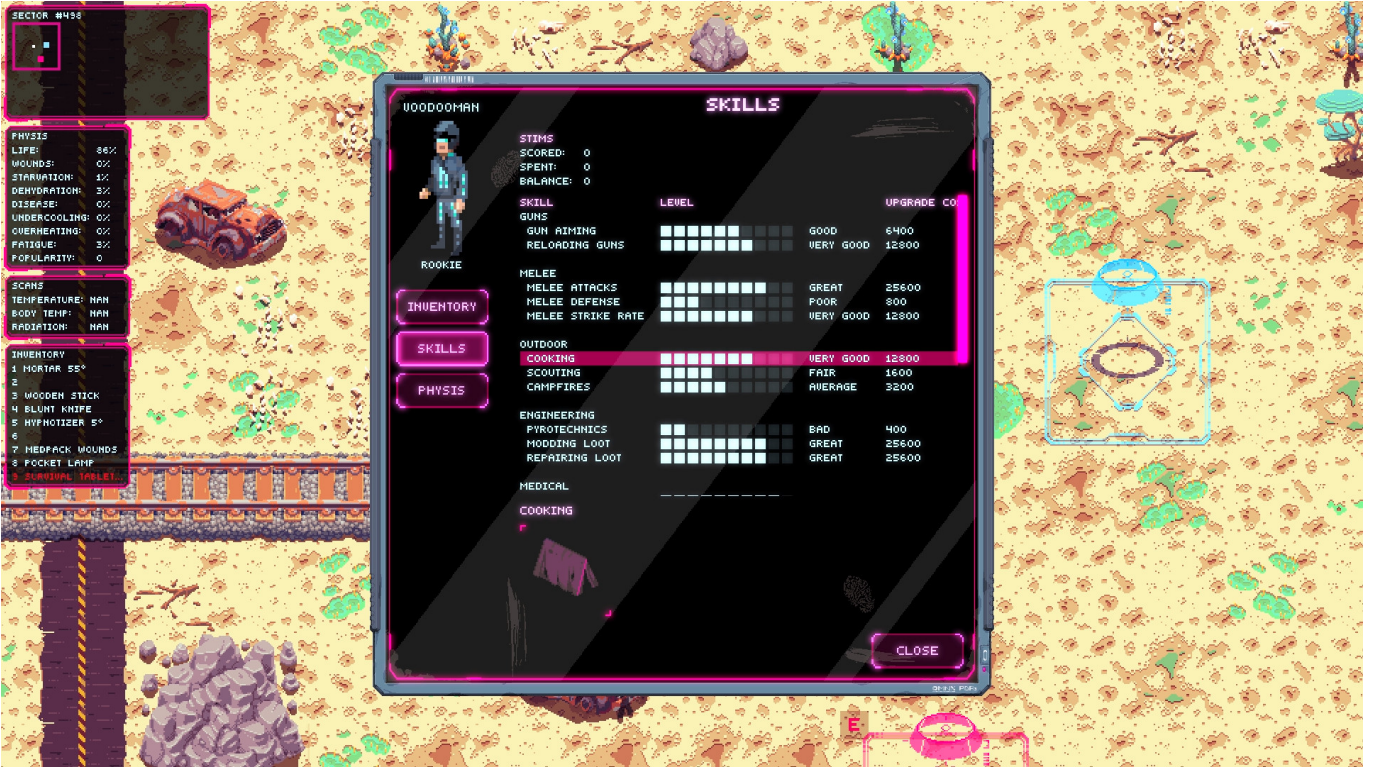 SECTOR #498
PHYSIS
LIFE: 86%
WOUNDS: 0%
STARVATION: 1%
DEHYDRATION: 3%
DISEASE: 0%
UNDERCOOLING: 0%
OVERHEATING: 0%
FATIGUE: 3%
POPULARITY: 0
SCANS
TEMPERATURE: NAN
BODY TEMP: NAN
RADIATION: NAN
INVENTORY
1 MORTAR 55°
2
3 WOODEN STICK
4 BLUNT KNIFE
5 HYPNOTIZER 5°
6
7 MEDPACK WOUNDS
8 POCKET LAMP
9 SURVIVAL TABLET.
VOODOOMAN
ROOKIE
INVENTORY
SKILLS
PHYSIS
SKILLS
STIMS
SCORED: 0
SPENT: 0
BALANCE: 0
SKILL LEVEL UPGRADE CO
GUNS
GUN AIMING GOOD 6400
RELOADING GUNS VERY GOOD 12800
MELEE
MELEE ATTACKS GREAT 25600
MELEE DEFENSE POOR 800
MELEE STRIKE RATE VERY GOOD 12800
OUTDOOR
COOKING VERY GOOD 12800
SCOUTING FAIR 1600
CAMPFIRES AVERAGE 3200
ENGINEERING
PYROTECHNICS BAD 400
MODDING LOOT GREAT 25600
REPAIRING LOOT GREAT 25600
MEDICAL
COOKING
CLOSE
E